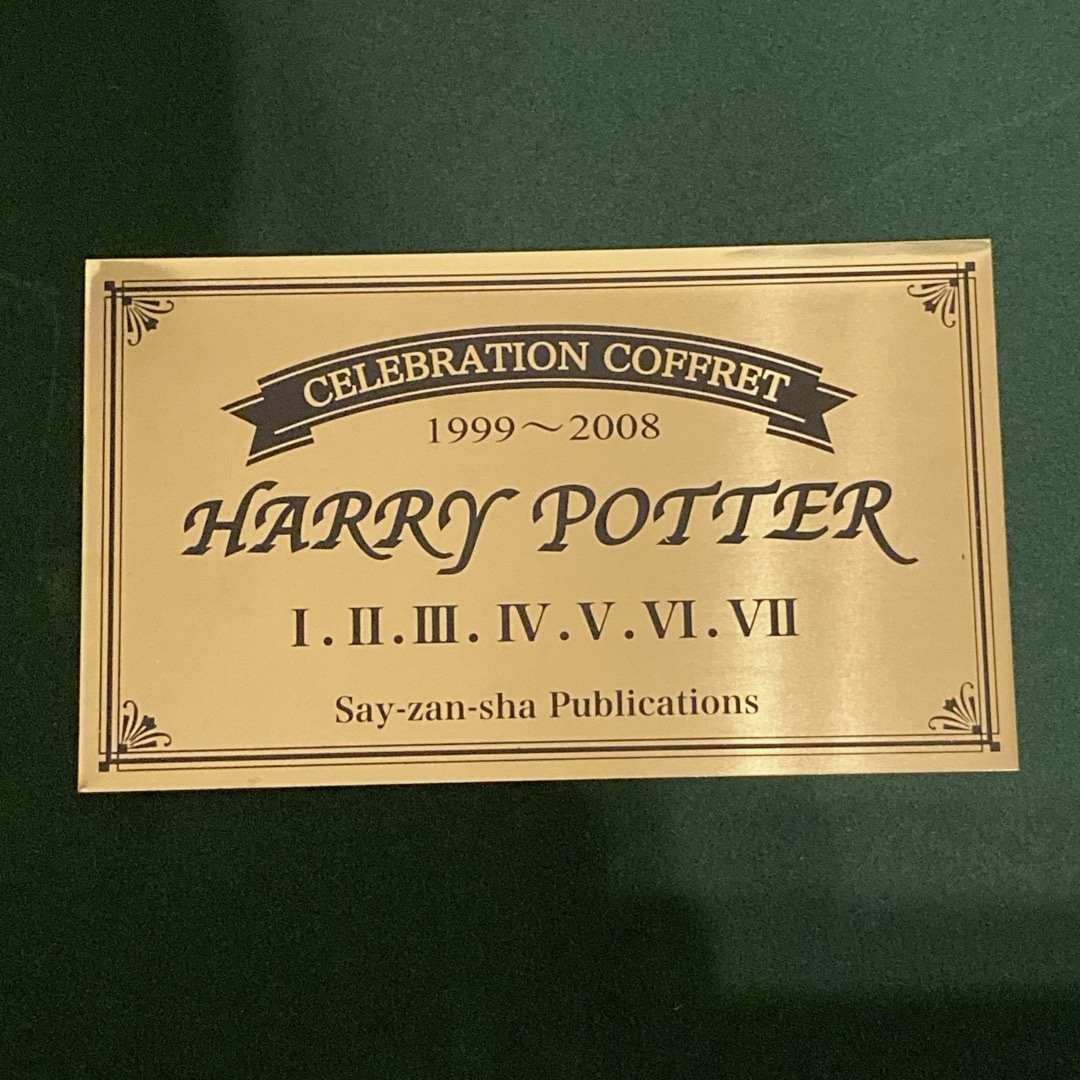 CELEBRATION COFFRET
1999～2008
HARRY POTTER
I.II.III.IV.V.VI.VII
Say-zan-sha Publications